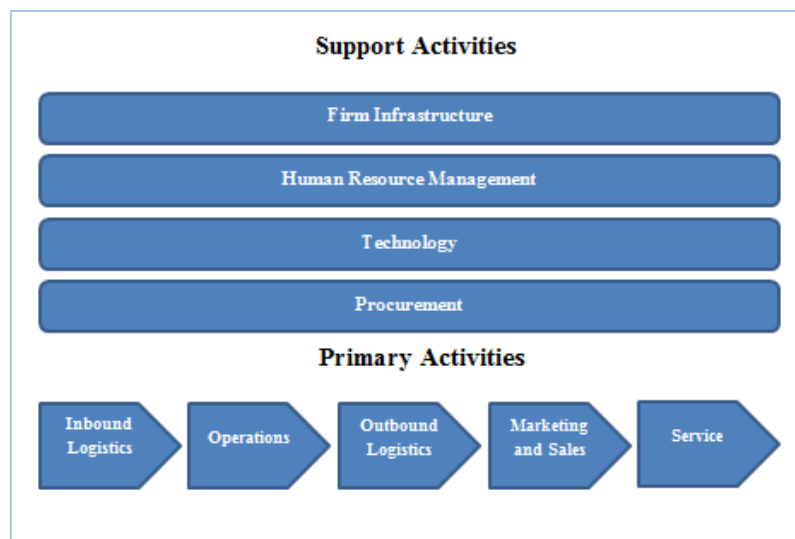 Support Activities
Firm Infrastructure
Human Resource Management
Technology
Procurement
Primary Activities
Inbound
Logistics
Operations
Outbound
Logistics
Marketing
and Sales
Service